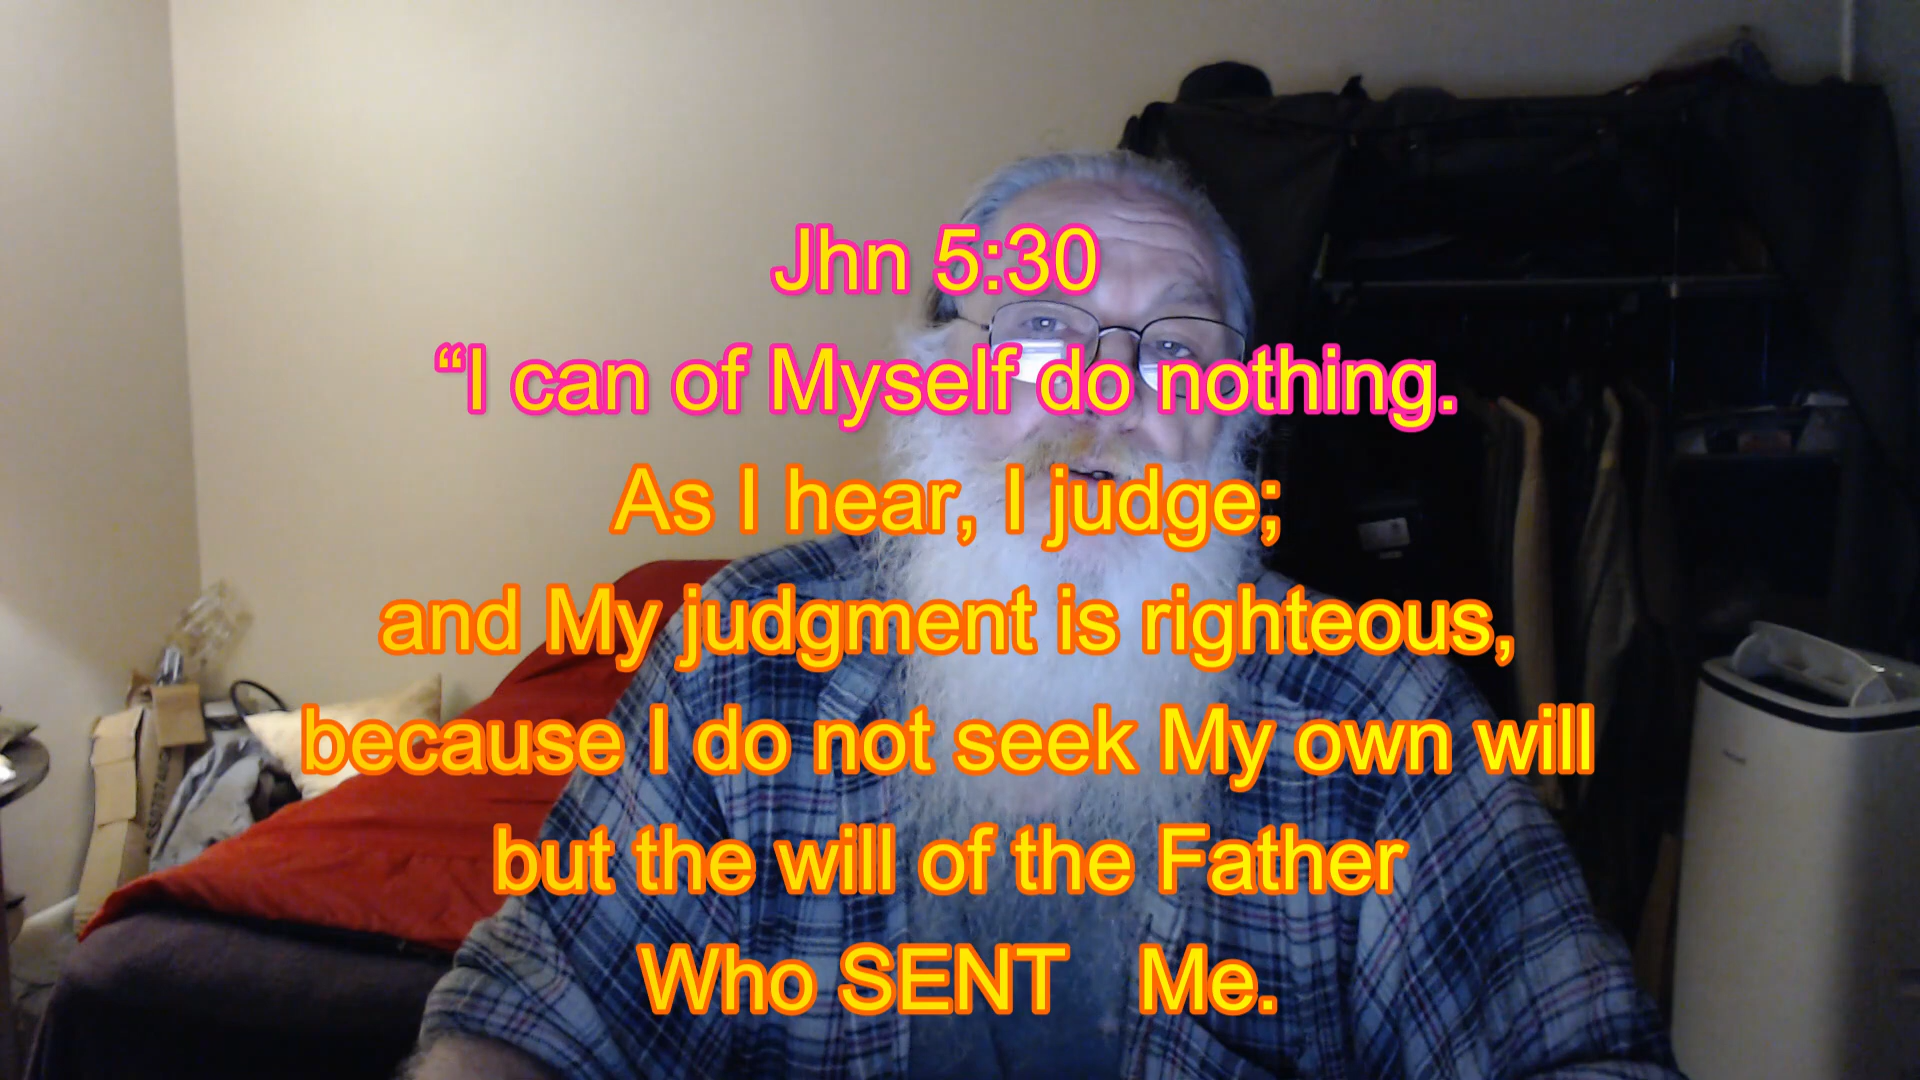 Jhn 5:30
“I can of Myself do nothing.
As I hear, I judge;
and My judgment is righteous,
because I do not seek My own will
but the will of the Father
Who SENT Me.